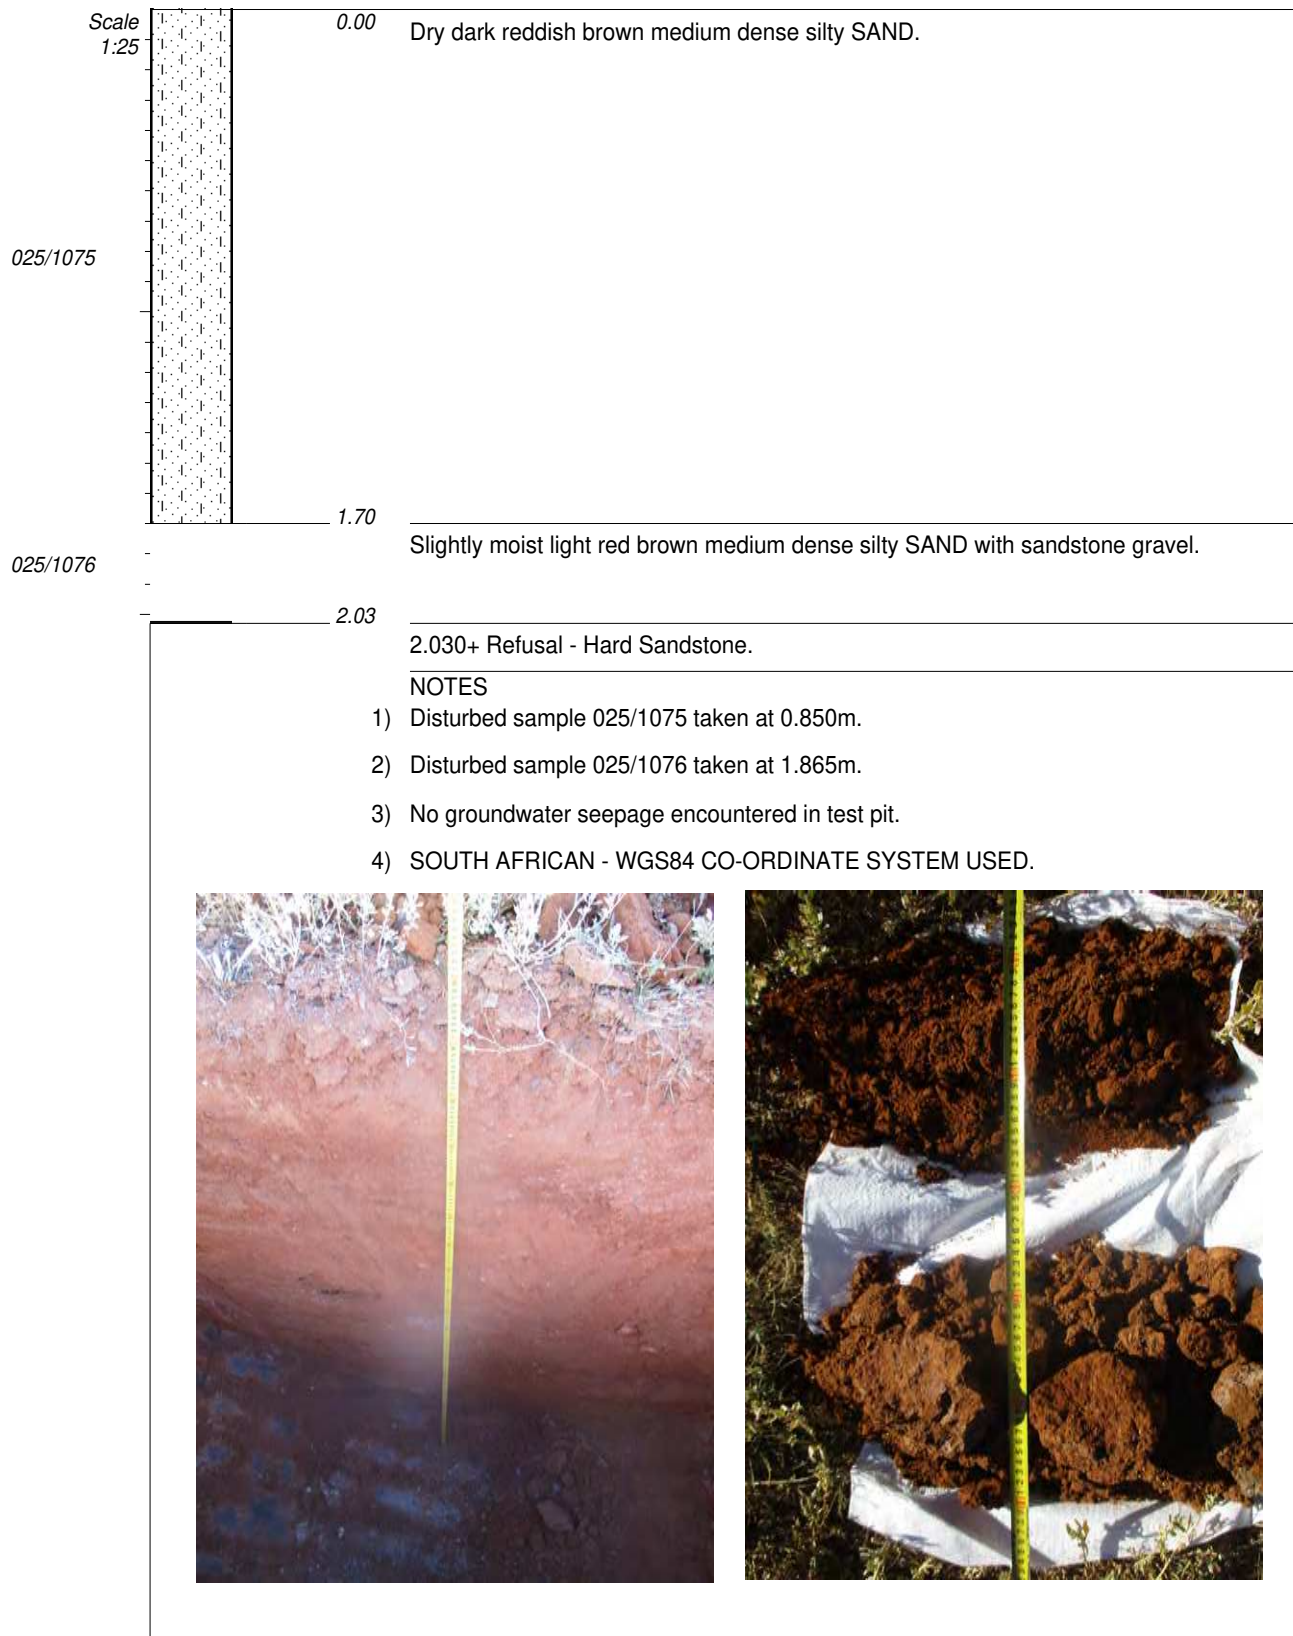 Scale
1:25
0.00
Dry dark reddish brown medium dense silty SAND.
025/1075
1.70
Slightly moist light red brown medium dense silty SAND with sandstone gravel.
025/1076
2.03
2.030+ Refusal - Hard Sandstone.
NOTES
1) Disturbed sample 025/1075 taken at 0.850m.
2) Disturbed sample 025/1076 taken at 1.865m.
3) No groundwater seepage encountered in test pit.
4) SOUTH AFRICAN - WGS84 CO-ORDINATE SYSTEM USED.